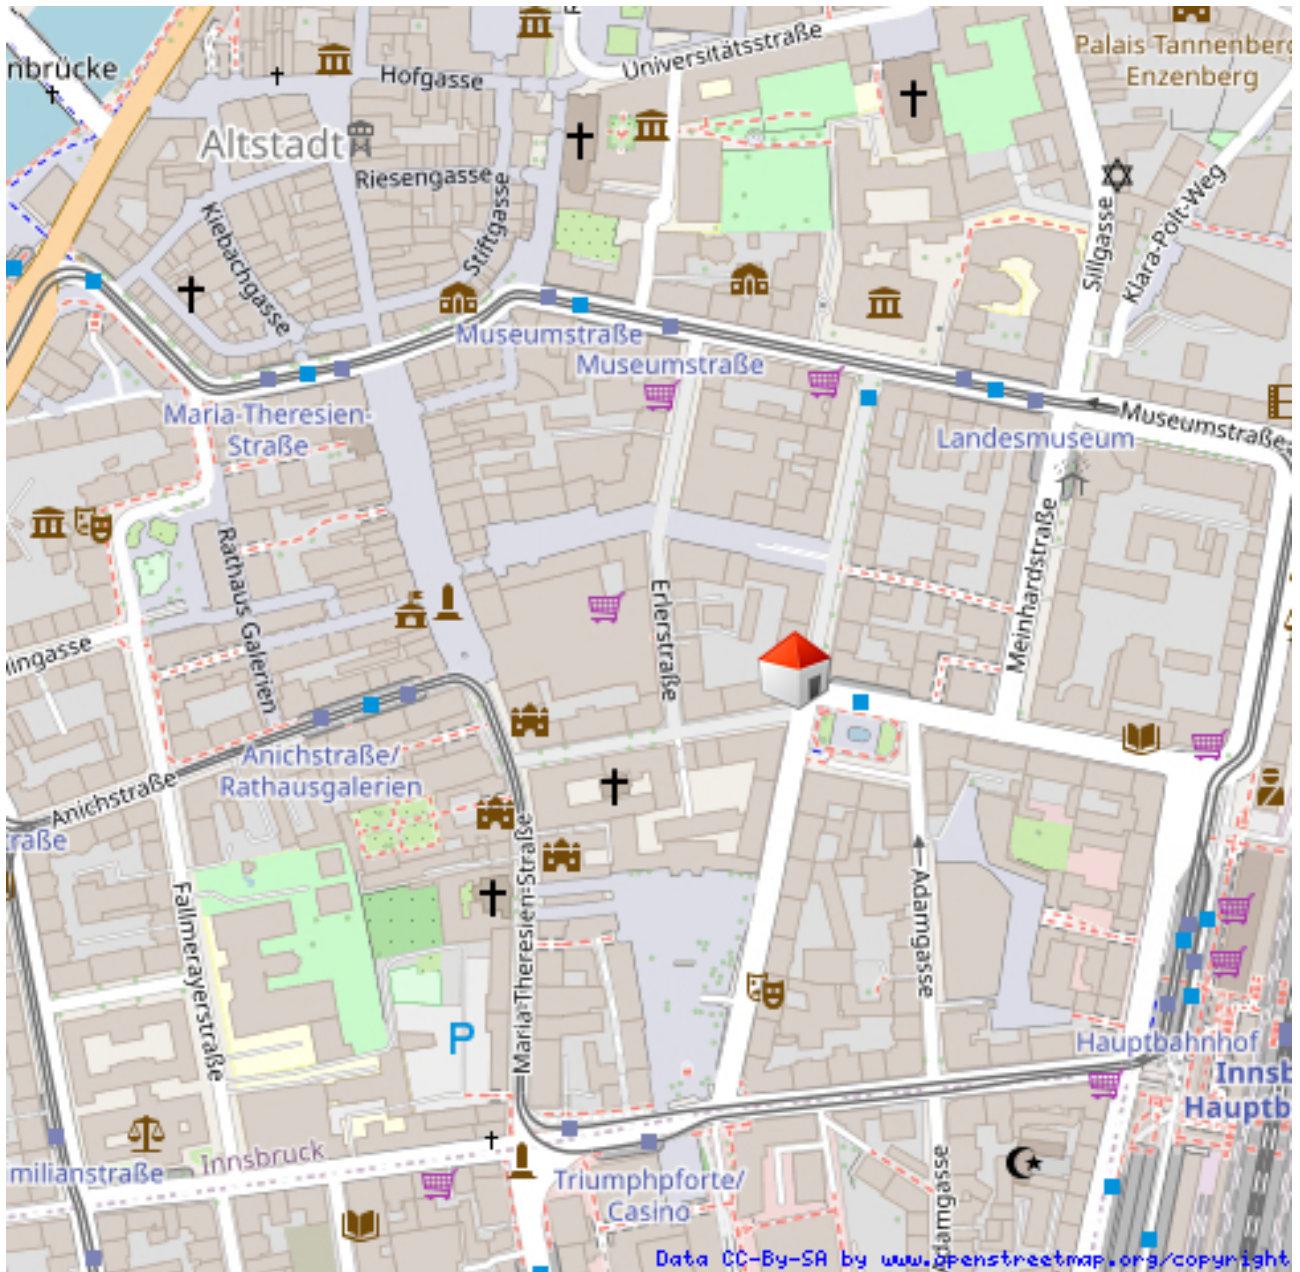 nbrücke
Hofgasse
Universitätsstraße
Palais Tannenberg
Enzenberg
Altstadt
Riesengasse
Stiftgasse
Kiebachgasse
Sillgasse
Klara-Pölt-Weg
Museumstraße
Museumstraße
Maria-Theresien-
Straße
Landesmuseum
Museumstraße
Rathaus Galerien
Erlerstraße
Meinhardstraße
ingasse
Anichstraße/
Rathausgalerien
Anichstraße
raße
Fallmerayerstraße
Maria-Theresien-Straße
Adamgasse
P
Hauptbahnhof
Innsb
Hauptb
Innsbruck
milianstraße
Triumphpforte/
Casino
Adamgasse
Data CC-By-SA by www.openstreetmap.org/copyright